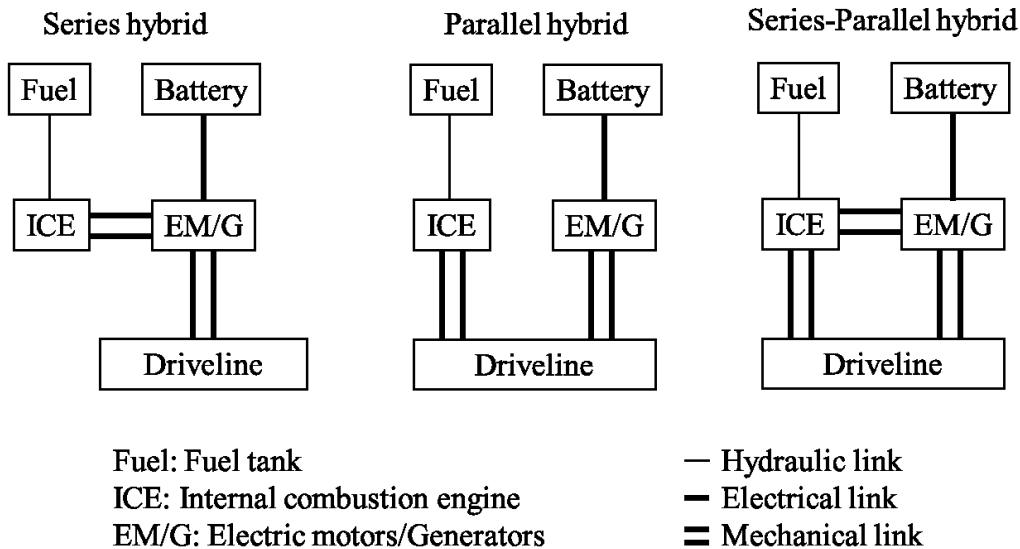 Series hybrid
Parallel hybrid
Series-Parallel hybrid
Fuel
Battery
Fuel
Battery
Fuel
Battery
ICE
EM/G
ICE
EM/G
ICE
EM/G
Driveline
Driveline
Driveline
Fuel: Fuel tank
ICE: Internal combustion engine
EM/G: Electric motors/Generators
Hydraulic link
Electrical link
Mechanical link